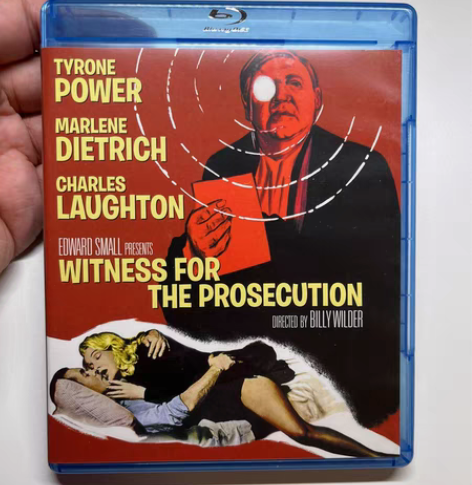 TYRONE
POWER
MARLENE
DIETRICH
CHARLES
LAUGHTON
EDWARD SMALL PRESENTS
WITNESS FOR
THE PROSECUTION
DIRECTED BY BILLY WILDER